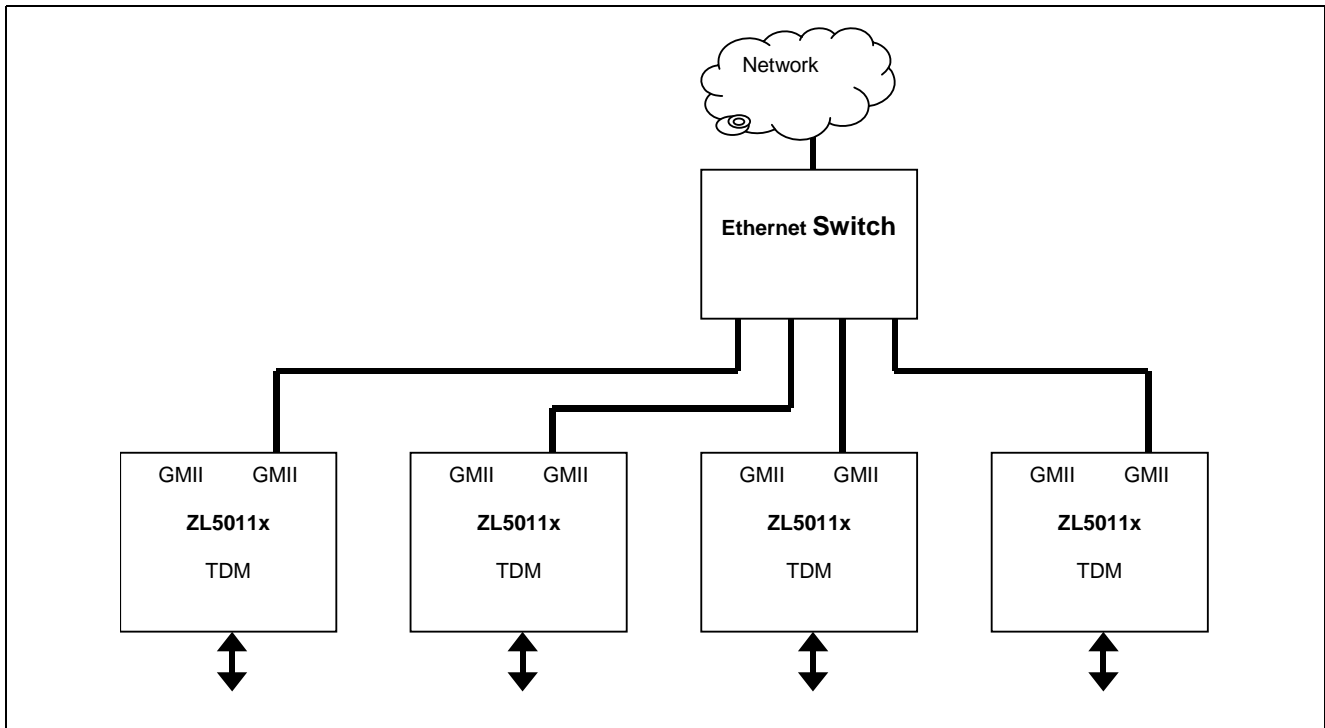 Network
Ethernet Switch
GMII GMII GMII GMII GMII GMII GMII GMII
ZL5011x ZL5011x ZL5011x ZL5011x
TDM TDM TDM TDM